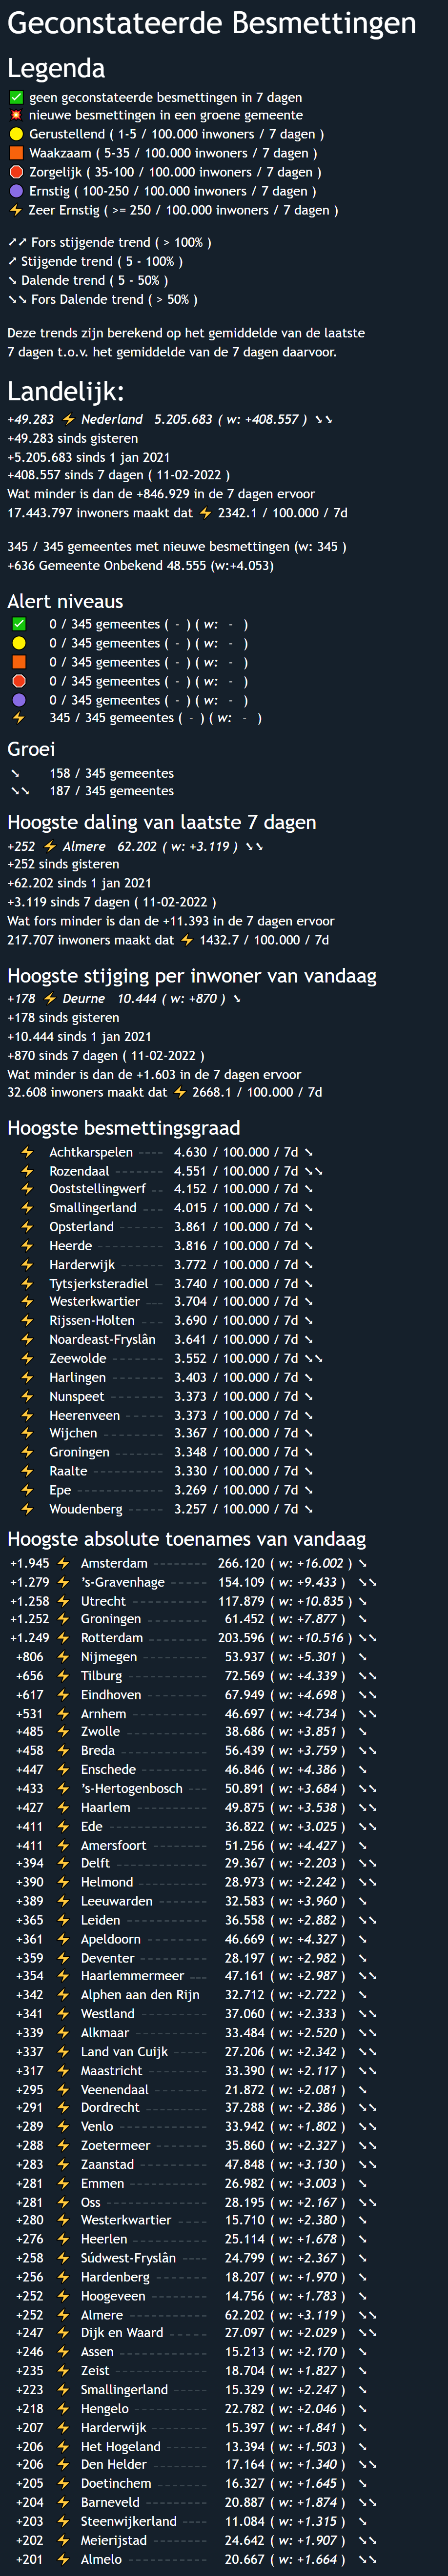 Geconstateerde Besmettingen
Legenda
✅ geen geconstateerde besmettingen in 7 dagen
💥 nieuwe besmettingen in een groene gemeente
🟡 Gerustellend ( 1-5 / 100.000 inwoners / 7 dagen )
🟧 Waakzaam ( 5-35 / 100.000 inwoners / 7 dagen )
🛑 Zorgelijk ( 35-100 / 100.000 inwoners / 7 dagen )
🟣 Ernstig ( 100-250 / 100.000 inwoners / 7 dagen )
⚡ Zeer Ernstig ( >= 250 / 100.000 inwoners / 7 dagen )
➚➚ Fors stijgende trend ( > 100% )
➚ Stijgende trend ( 5 - 100% )
➘ Dalende trend ( 5 - 50% )
➘➘ Fors Dalende trend ( > 50% )
Deze trends zijn berekend op het gemiddelde van de laatste
7 dagen t.o.v. het gemiddelde van de 7 dagen daarvoor.
Landelijk:
+49.283 ⚡ Nederland 5.205.683 ( w: +408.557 ) ➘➘
+49.283 sinds gisteren
+5.205.683 sinds 1 jan 2021
+408.557 sinds 7 dagen ( 11-02-2022 )
Wat minder is dan de +846.929 in de 7 dagen ervoor
17.443.797 inwoners maakt dat ⚡ 2342.1 / 100.000 / 7d
345 / 345 gemeentes met nieuwe besmettingen (w: 345 )
+636 Gemeente Onbekend 48.555 (w:+4.053)
Alert niveaus
✅ 0 / 345 gemeentes ( - ) ( w: - )
🟡 0 / 345 gemeentes ( - ) ( w: - )
🟧 0 / 345 gemeentes ( - ) ( w: - )
🛑 0 / 345 gemeentes ( - ) ( w: - )
🟣 0 / 345 gemeentes ( - ) ( w: - )
⚡ 345 / 345 gemeentes ( - ) ( w: - )
Groei
➘ 158 / 345 gemeentes
➘➘ 187 / 345 gemeentes
Hoogste daling van laatste 7 dagen
+252 ⚡ Almere 62.202 ( w: +3.119 ) ➘➘
+252 sinds gisteren
+62.202 sinds 1 jan 2021
+3.119 sinds 7 dagen ( 11-02-2022 )
Wat fors minder is dan de +11.393 in de 7 dagen ervoor
217.707 inwoners maakt dat ⚡ 1432.7 / 100.000 / 7d
Hoogste stijging per inwoner van vandaag
+178 ⚡ Deurne 10.444 ( w: +870 ) ➘
+178 sinds gisteren
+10.444 sinds 1 jan 2021
+870 sinds 7 dagen ( 11-02-2022 )
Wat minder is dan de +1.603 in de 7 dagen ervoor
32.608 inwoners maakt dat ⚡ 2668.1 / 100.000 / 7d
Hoogste besmettingsgraad
⚡ Achtkarspelen ---- 4.630 / 100.000 / 7d ➘
⚡ Rozendaal -------- 4.551 / 100.000 / 7d ➘➘
⚡ Ooststellingwerf -- 4.152 / 100.000 / 7d ➘
⚡ Smallingerland ---- 4.015 / 100.000 / 7d ➘
⚡ Opsterland ------- 3.861 / 100.000 / 7d ➘
⚡ Heerde ----------- 3.816 / 100.000 / 7d ➘
⚡ Harderwijk ------- 3.772 / 100.000 / 7d ➘
⚡ Tytsjerksteradiel -- 3.740 / 100.000 / 7d ➘
⚡ Westerkwartier --- 3.704 / 100.000 / 7d ➘
⚡ Rijssen-Holten ---- 3.690 / 100.000 / 7d ➘
⚡ Noardeast-Fryslân 3.641 / 100.000 / 7d ➘
⚡ Zeewolde -------- 3.552 / 100.000 / 7d ➘➘
⚡ Harlingen -------- 3.403 / 100.000 / 7d ➘
⚡ Nunspeet -------- 3.373 / 100.000 / 7d ➘
⚡ Heerenveen ------ 3.373 / 100.000 / 7d ➘
⚡ Wijchen ---------- 3.367 / 100.000 / 7d ➘
⚡ Groningen ------- 3.348 / 100.000 / 7d ➘
⚡ Raalte ----------- 3.330 / 100.000 / 7d ➘
⚡ Epe -------------- 3.269 / 100.000 / 7d ➘
⚡ Woudenberg ----- 3.257 / 100.000 / 7d ➘
Hoogste absolute toenames van vandaag
+1.945 ⚡ Amsterdam -------- 266.120 ( w: +16.002 ) ➘
+1.279 ⚡ 's-Gravenhage ----- 154.109 ( w: +9.433 ) ➘➘
+1.258 ⚡ Utrecht ----------- 117.879 ( w: +10.835 ) ➘
+1.252 ⚡ Groningen -------- 61.452 ( w: +7.877 ) ➘
+1.249 ⚡ Rotterdam -------- 203.596 ( w: +10.516 ) ➘➘
+806 ⚡ Nijmegen --------- 53.937 ( w: +5.301 ) ➘
+656 ⚡ Tilburg ----------- 72.569 ( w: +4.339 ) ➘➘
+617 ⚡ Eindhoven -------- 67.949 ( w: +4.698 ) ➘➘
+531 ⚡ Arnhem ---------- 46.697 ( w: +4.734 ) ➘➘
+485 ⚡ Zwolle ----------- 38.686 ( w: +3.851 ) ➘
+458 ⚡ Breda ------------ 56.439 ( w: +3.759 ) ➘➘
+447 ⚡ Enschede -------- 46.846 ( w: +4.386 ) ➘
+433 ⚡ 's-Hertogenbosch --- 50.891 ( w: +3.684 ) ➘➘
+427 ⚡ Haarlem ---------- 49.875 ( w: +3.538 ) ➘➘
+411 ⚡ Ede -------------- 36.822 ( w: +3.025 ) ➘➘
+411 ⚡ Amersfoort -------- 51.256 ( w: +4.427 ) ➘
+394 ⚡ Delft ------------- 29.367 ( w: +2.203 ) ➘➘
+390 ⚡ Helmond --------- 28.973 ( w: +2.242 ) ➘➘
+389 ⚡ Leeuwarden ------ 32.583 ( w: +3.960 ) ➘
+365 ⚡ Leiden ----------- 36.558 ( w: +2.882 ) ➘➘
+361 ⚡ Apeldoorn -------- 46.669 ( w: +4.327 ) ➘
+359 ⚡ Deventer --------- 28.197 ( w: +2.982 ) ➘
+354 ⚡ Haarlemmermeer --- 47.161 ( w: +2.987 ) ➘➘
+342 ⚡ Alphen aan den Rijn 32.712 ( w: +2.722 ) ➘
+341 ⚡ Westland --------- 37.060 ( w: +2.333 ) ➘➘
+339 ⚡ Alkmaar ---------- 33.484 ( w: +2.520 ) ➘➘
+337 ⚡ Land van Cuijk ----- 27.206 ( w: +2.342 ) ➘➘
+317 ⚡ Maastricht -------- 33.390 ( w: +2.117 ) ➘➘
+295 ⚡ Veenendaal ------- 21.872 ( w: +2.081 ) ➘
+291 ⚡ Dordrecht -------- 37.288 ( w: +2.386 ) ➘➘
+289 ⚡ Venlo ------------ 33.942 ( w: +1.802 ) ➘➘
+288 ⚡ Zoetermeer ------- 35.860 ( w: +2.327 ) ➘➘
+283 ⚡ Zaanstad --------- 47.848 ( w: +3.130 ) ➘➘
+281 ⚡ Emmen ----------- 26.982 ( w: +3.003 ) ➘
+281 ⚡ Oss -------------- 28.195 ( w: +2.167 ) ➘➘
+280 ⚡ Westerkwartier ---- 15.710 ( w: +2.380 ) ➘
+276 ⚡ Heerlen ---------- 25.114 ( w: +1.678 ) ➘
+258 ⚡ Súdwest-Fryslân ---- 24.799 ( w: +2.367 ) ➘
+256 ⚡ Hardenberg ------- 18.207 ( w: +1.970 ) ➘
+252 ⚡ Hoogeveen ------- 14.756 ( w: +1.783 ) ➘
+252 ⚡ Almere ----------- 62.202 ( w: +3.119 ) ➘➘
+247 ⚡ Dijk en Waard ----- 27.097 ( w: +2.029 ) ➘➘
+246 ⚡ Assen ------------ 15.213 ( w: +2.170 ) ➘
+235 ⚡ Zeist ------------- 18.704 ( w: +1.827 ) ➘
+223 ⚡ Smallingerland ----- 15.329 ( w: +2.247 ) ➘
+218 ⚡ Hengelo ---------- 22.782 ( w: +2.046 ) ➘
+207 ⚡ Harderwijk -------- 15.397 ( w: +1.841 ) ➘
+206 ⚡ Het Hogeland ------ 13.394 ( w: +1.503 ) ➘
+206 ⚡ Den Helder -------- 17.164 ( w: +1.340 ) ➘➘
+205 ⚡ Doetinchem ------- 16.327 ( w: +1.645 ) ➘
+204 ⚡ Barneveld --------- 20.887 ( w: +1.874 ) ➘➘
+203 ⚡ Steenwijkerland ---- 11.084 ( w: +1.315 ) ➘
+202 ⚡ Meierijstad -------- 24.642 ( w: +1.907 ) ➘➘
+201 ⚡ Almelo ----------- 20.667 ( w: +1.664 ) ➘➘